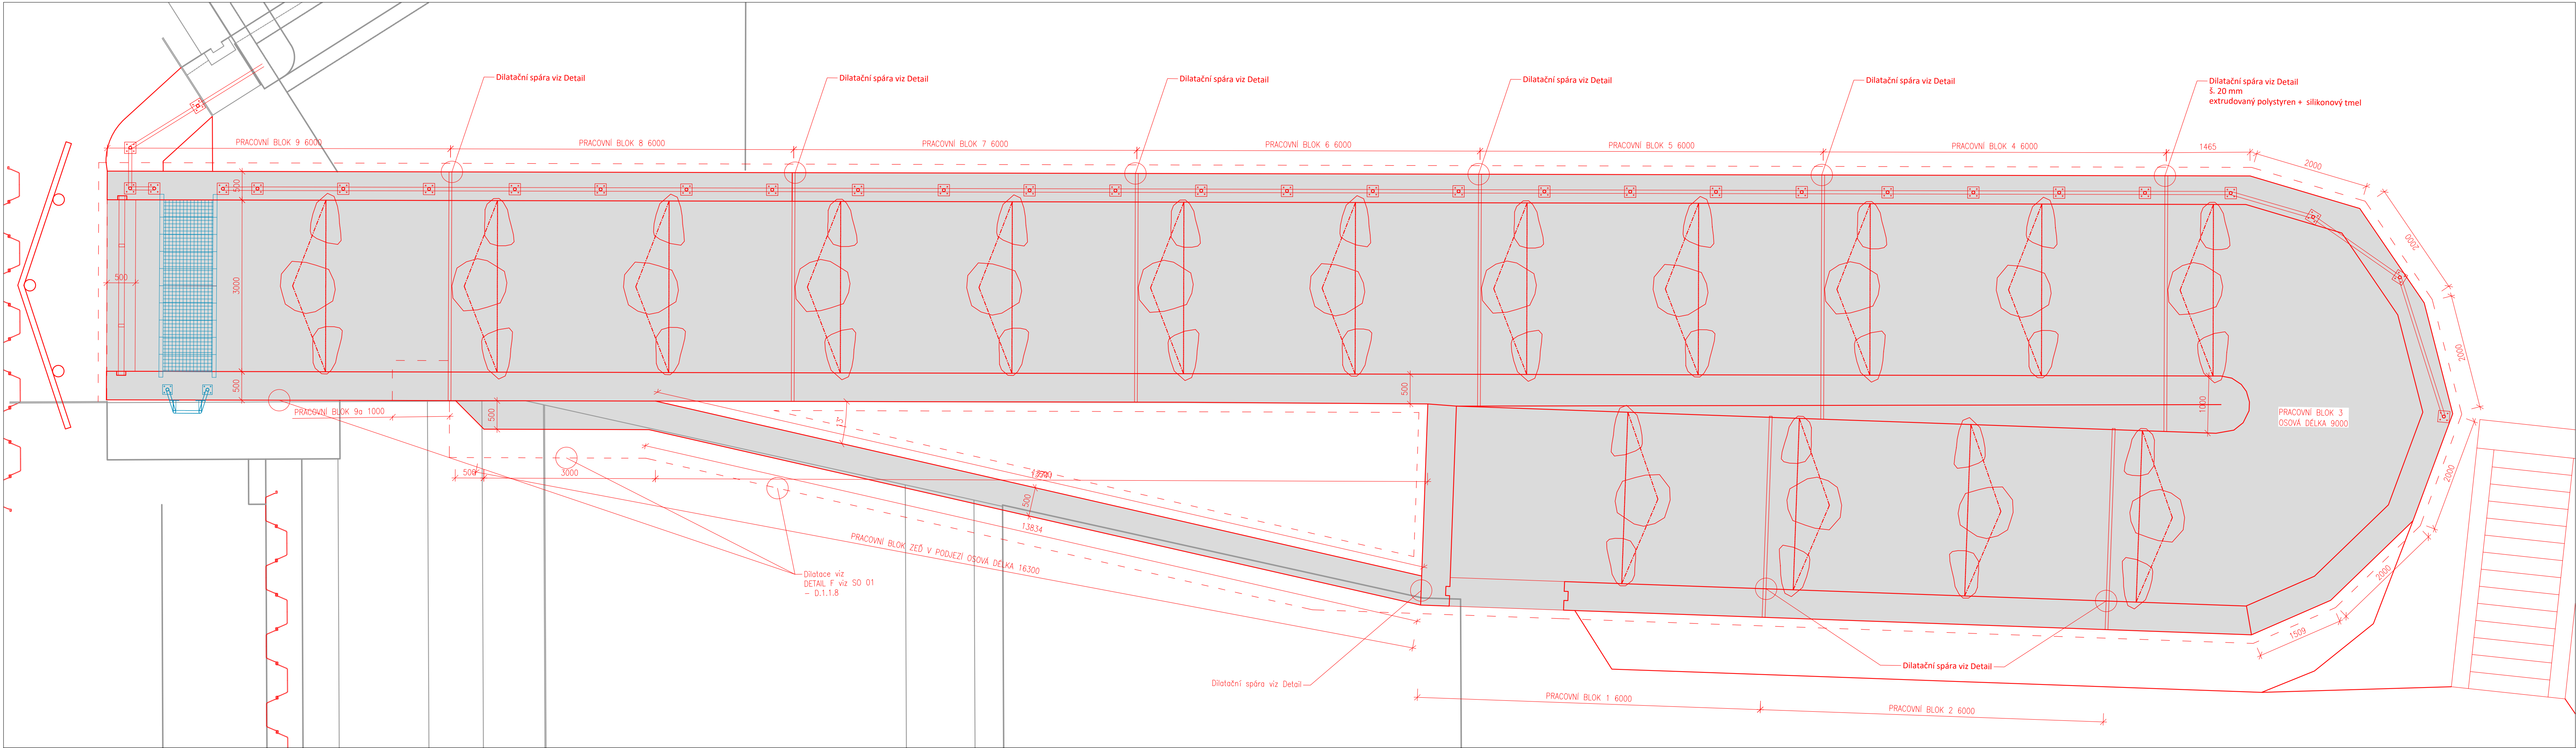 Dilatační spára viz Detail
Dilatační spára viz Detail
Dilatační spára viz Detail
Dilatační spára viz Detail
Dilatační spára viz Detail
Dilatační spára viz Detail
š. 20 mm
extrudovaný polystyren + silikonový tmel
PRACOVNÍ BLOK 9 6000
PRACOVNÍ BLOK 8 6000
PRACOVNÍ BLOK 7 6000
PRACOVNÍ BLOK 6 6000
PRACOVNÍ BLOK 5 6000
PRACOVNÍ BLOK 4 6000
1465
2000
2000
2000
2000
2000
1509
500
500
3000
500
PRACOVNÍ BLOK 9a 1000
500
500
1000
PRACOVNÍ BLOK 3
OSOVÁ DÉLKA 9000
500
3000
500
13834
PRACOVNÍ BLOK ZEĎ V PODJEZÍ OSOVÁ DÉLKA 16300
Dilatace viz
DETAIL F viz SO 01
- D.1.1.8
Dilatační spára viz Detail
Dilatační spára viz Detail
PRACOVNÍ BLOK 1 6000
PRACOVNÍ BLOK 2 6000